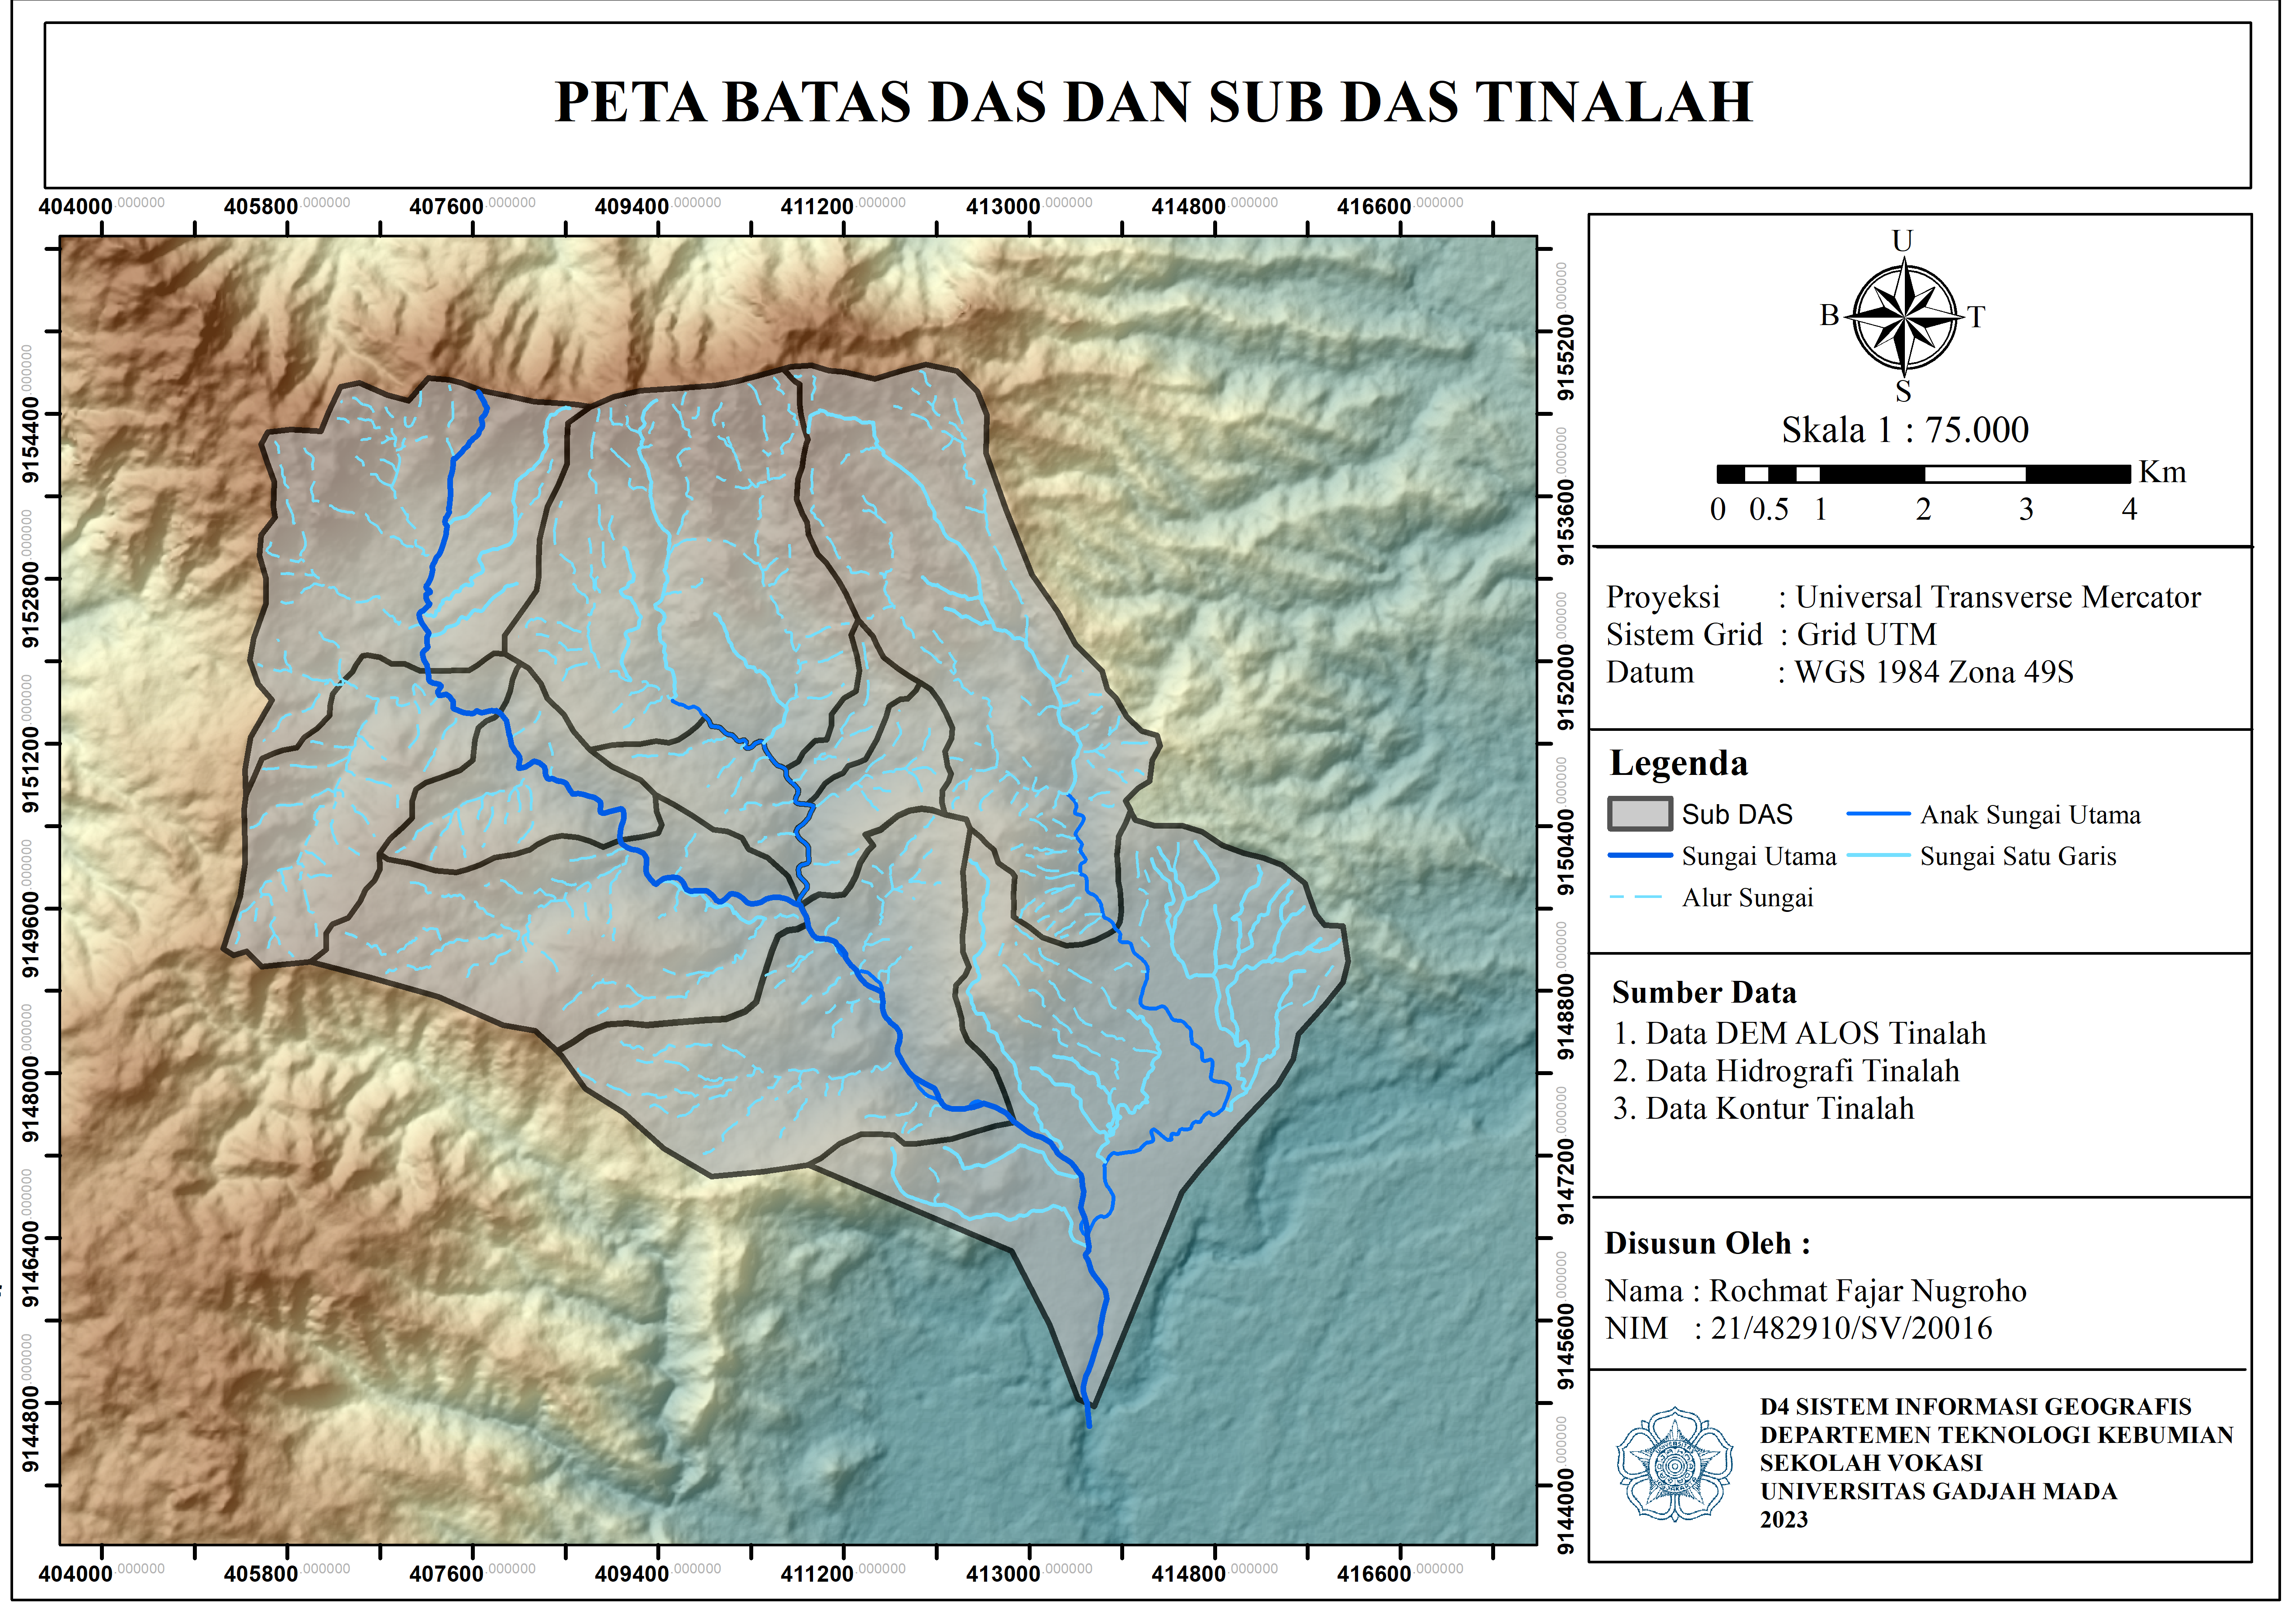 PETA BATAS DAS DAN SUB DAS TINALAH
404000.000000 405800.000000 407600.000000 409400.000000 411200.000000 413000.000000 414800.000000 416600.000000
9154400.000000
9152800.000000
9151200.000000
9149600.000000
9148000.000000
9146400.000000
9144800.000000
9155200.000000
9153600.000000
9152000.000000
9150400.000000
9148800.000000
9147200.000000
9145600.000000
9144000.000000
404000.000000 405800.000000 407600.000000 409400.000000 411200.000000 413000.000000 414800.000000 416600.000000
U
B T
S
Skala 1 : 75.000
Km
0 0.5 1 2 3 4
Proyeksi : Universal Transverse Mercator
Sistem Grid : Grid UTM
Datum : WGS 1984 Zona 49S
Legenda
Sub DAS Anak Sungai Utama
Sungai Utama Sungai Satu Garis
Alur Sungai
Sumber Data
1. Data DEM ALOS Tinalah
2. Data Hidrografi Tinalah
3. Data Kontur Tinalah
Disusun Oleh :
Nama : Rochmat Fajar Nugroho
NIM : 21/482910/SV/20016
D4 SISTEM INFORMASI GEOGRAFIS
DEPARTEMEN TEKNOLOGI KEBUMIAN
SEKOLAH VOKASI
UNIVERSITAS GADJAH MADA
2023